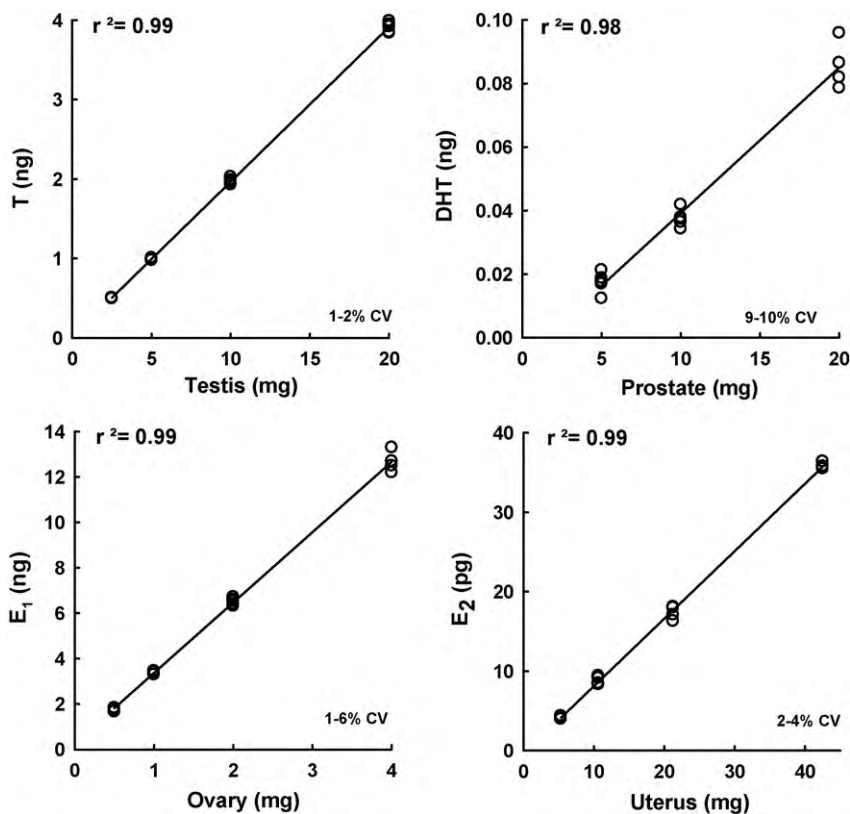 r ²= 0.99
T (ng)
4
3
2
1
0
0 5 10 15 20
Testis (mg)
1-2% CV
r ²= 0.98
DHT (ng)
0.10
0.08
0.06
0.04
0.02
0.00
0 5 10 15 20
Prostate (mg)
9-10% CV
r ²= 0.99
E₁ (ng)
14
12
10
8
6
4
2
0
0 1 2 3 4
Ovary (mg)
1-6% CV
r ²= 0.99
E₂ (pg)
40
30
20
10
0
0 10 20 30 40
Uterus (mg)
2-4% CV